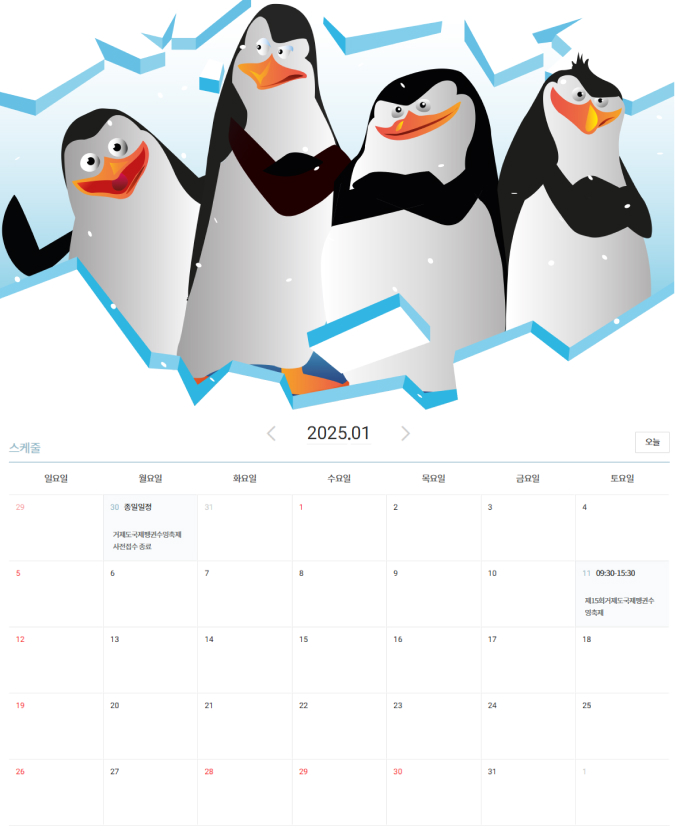 2025.01
스케줄
오늘
일요일 월요일 화요일 수요일 목요일 금요일 토요일
29 30 종일일정 31 1 2 3 4
거제도국제펭귄수영축제
사전접수 종료
5 6 7 8 9 10 11 09:30-15:30
제15회거제도국제펭귄수
영축제
12 13 14 15 16 17 18
19 20 21 22 23 24 25
26 27 28 29 30 31 1